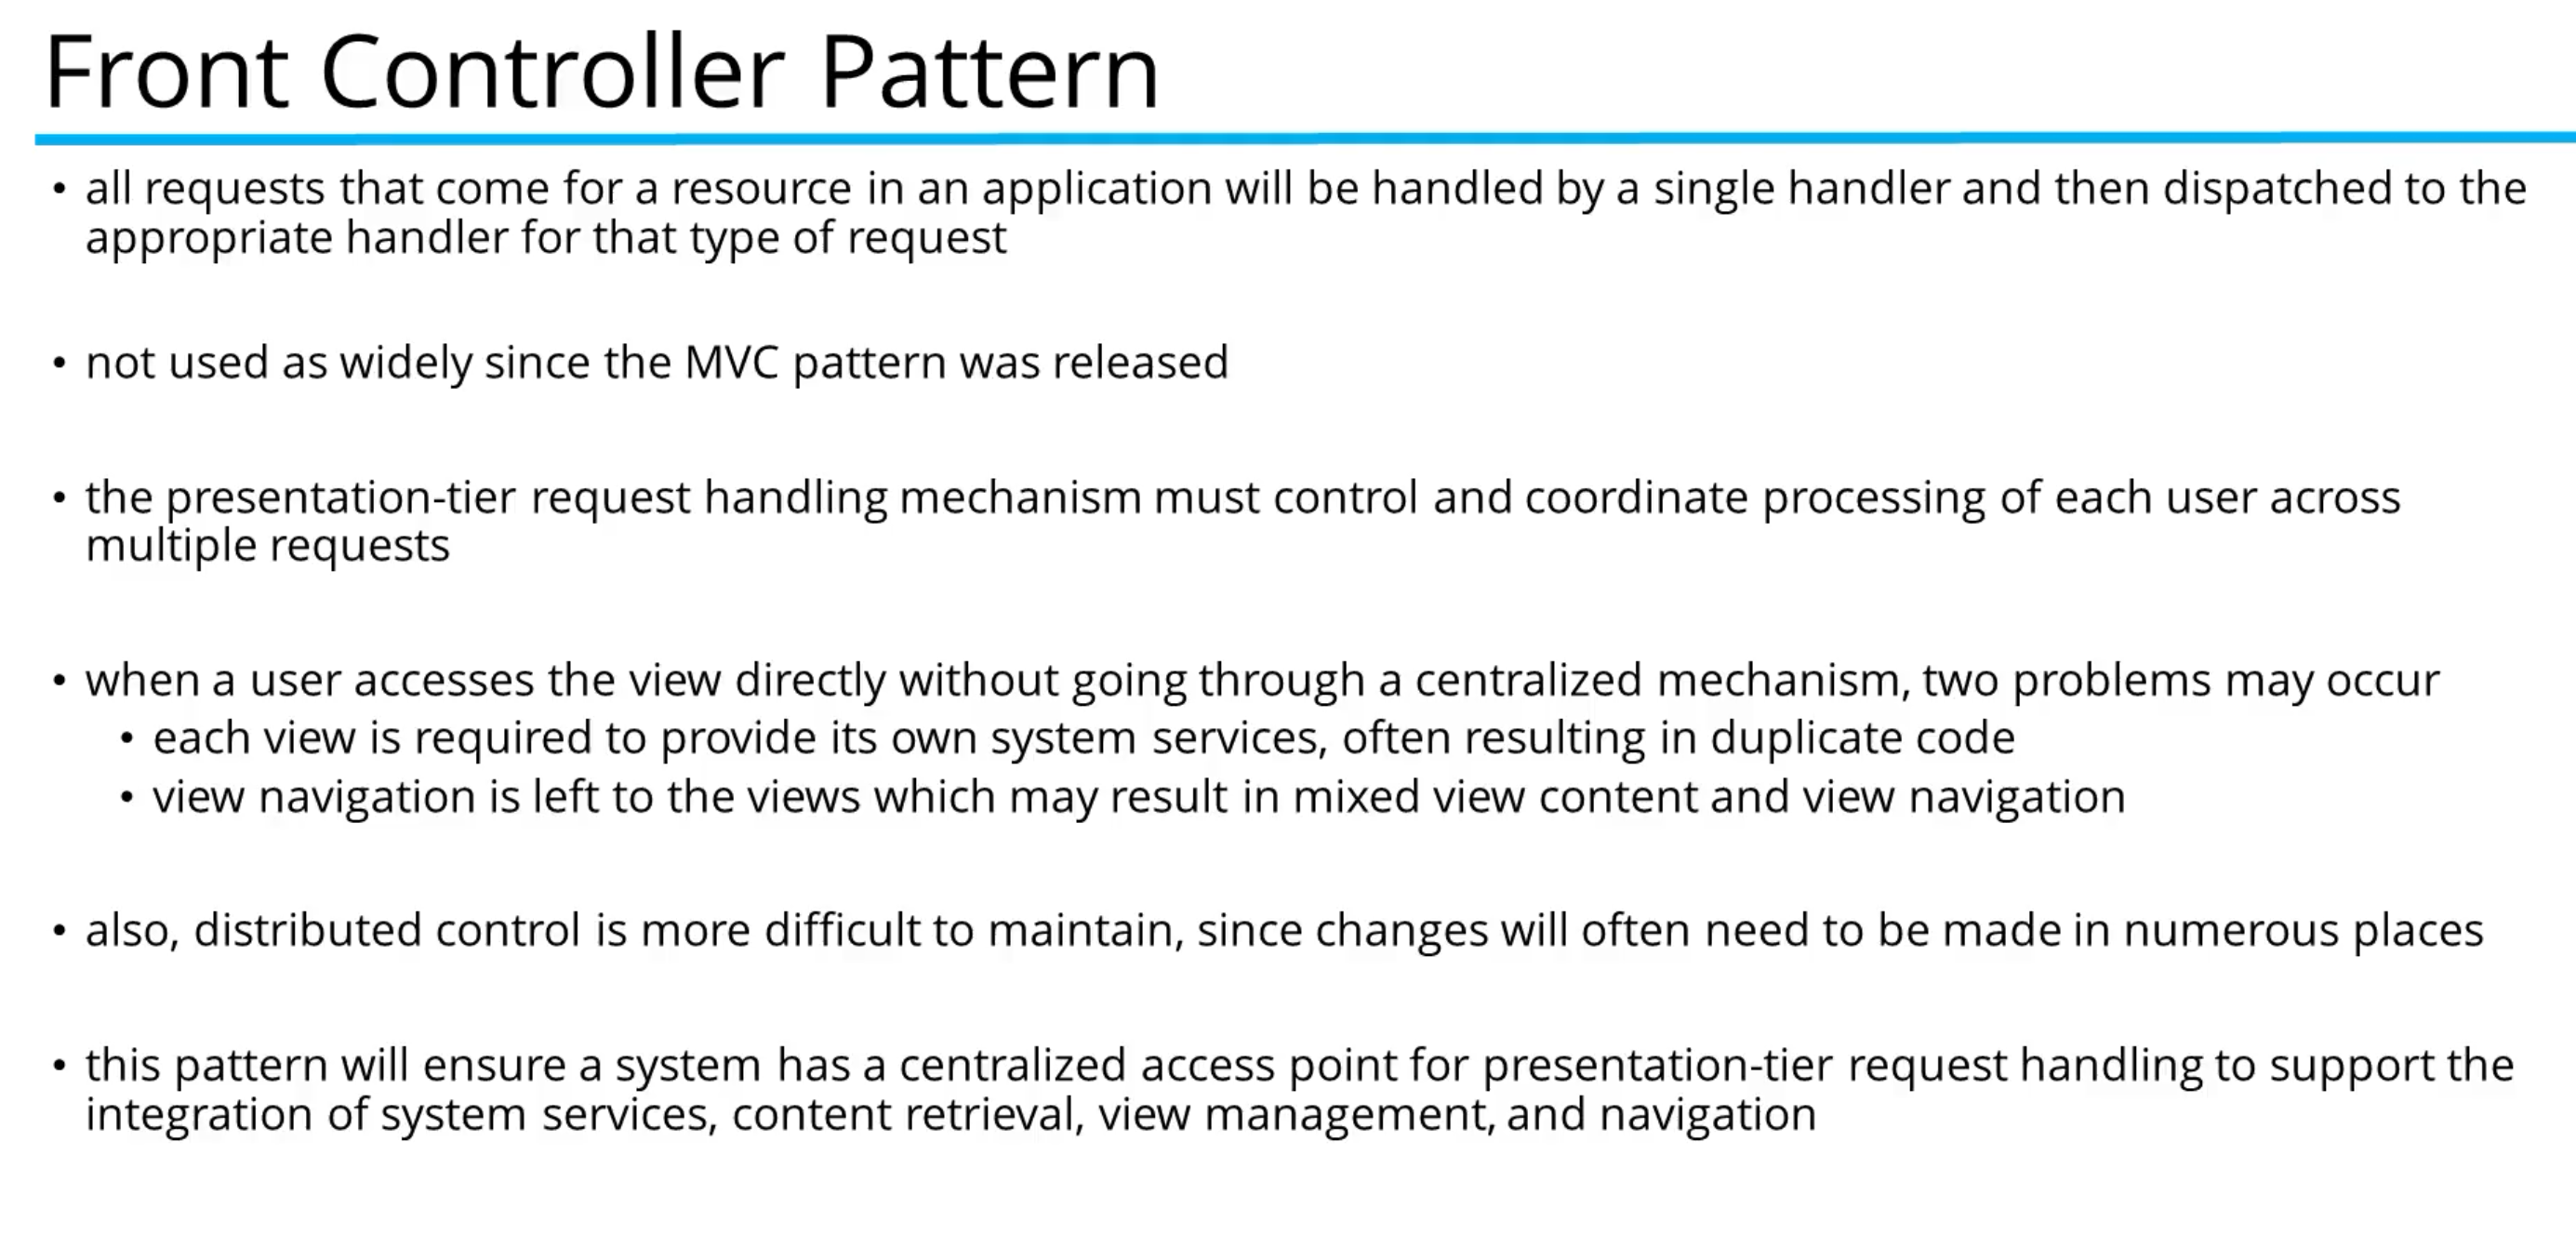 Front Controller Pattern
• all requests that come for a resource in an application will be handled by a single handler and then dispatched to the
appropriate handler for that type of request
• not used as widely since the MVC pattern was released
• the presentation-tier request handling mechanism must control and coordinate processing of each user across
multiple requests
• when a user accesses the view directly without going through a centralized mechanism, two problems may occur
• each view is required to provide its own system services, often resulting in duplicate code
• view navigation is left to the views which may result in mixed view content and view navigation
• also, distributed control is more difficult to maintain, since changes will often need to be made in numerous places
• this pattern will ensure a system has a centralized access point for presentation-tier request handling to support the
integration of system services, content retrieval, view management, and navigation